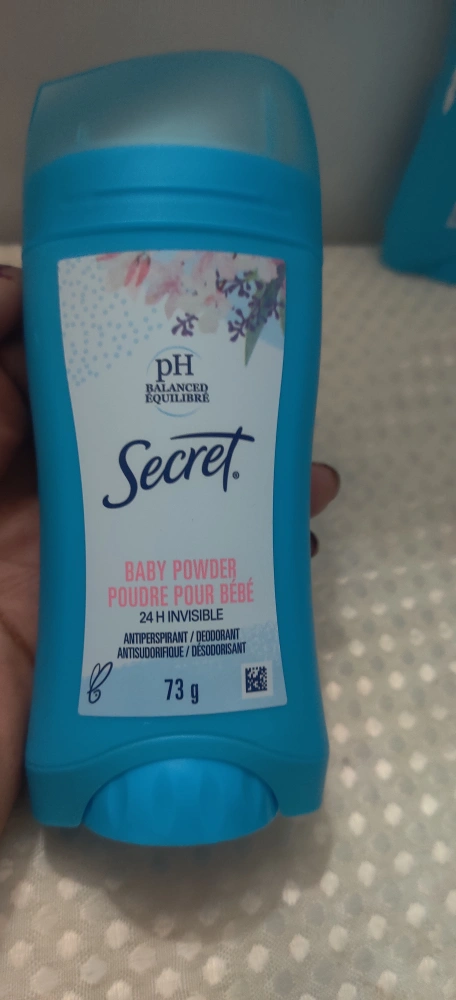 pH
BALANCED
ÉQUILIBRÉ
Secret®
BABY POWDER
POUDRE POUR BÉBÉ
24 H INVISIBLE
ANTIPERSPIRANT / DEODORANT
ANTISUDORIFIQUE / DÉSODORISANT
73 g